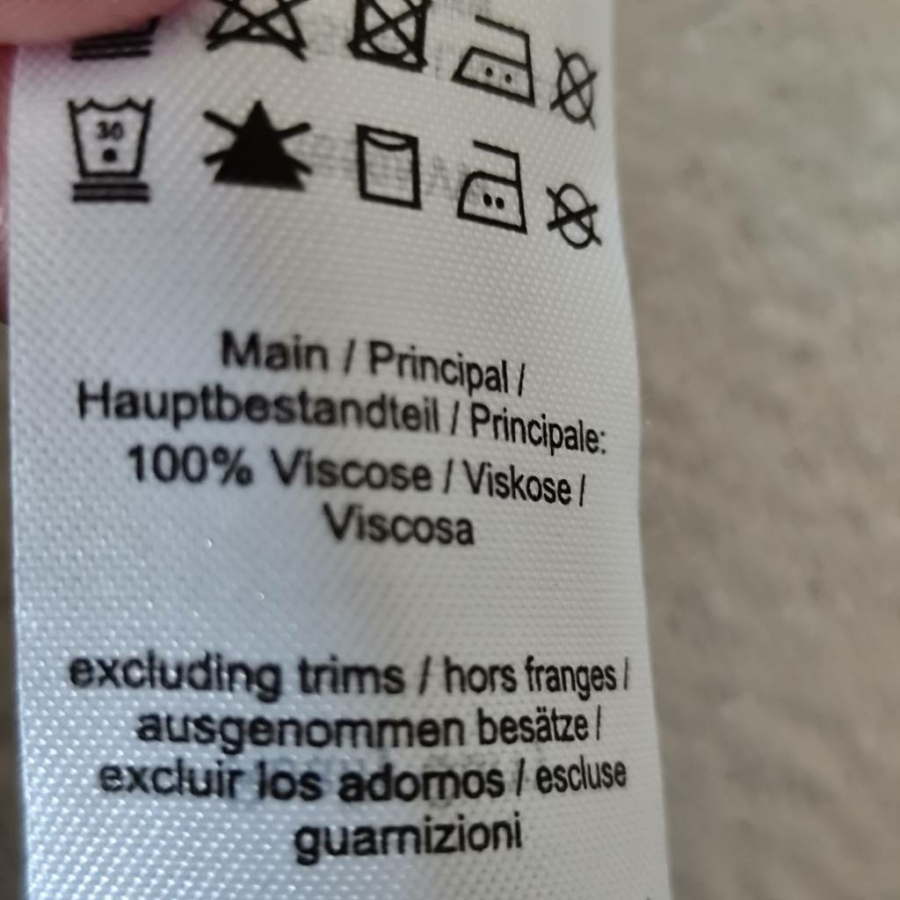 30
Main / Principal /
Hauptbestandteil / Principale:
100% Viscose / Viskose /
Viscosa
excluding trims / hors franges /
ausgenommen besätze /
excluir los adornos / escluse
guarnizioni